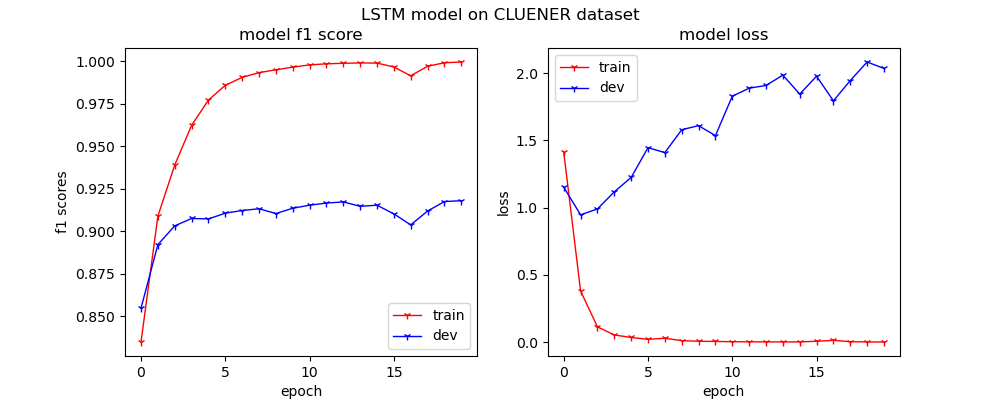 LSTM model on CLUENER dataset
model f1 score
f1 scores
1.000
0.975
0.950
0.925
0.900
0.875
0.850
train
dev
0 5 10 15
epoch
model loss
loss
train
dev
2.0
1.5
1.0
0.5
0.0
0 5 10 15
epoch